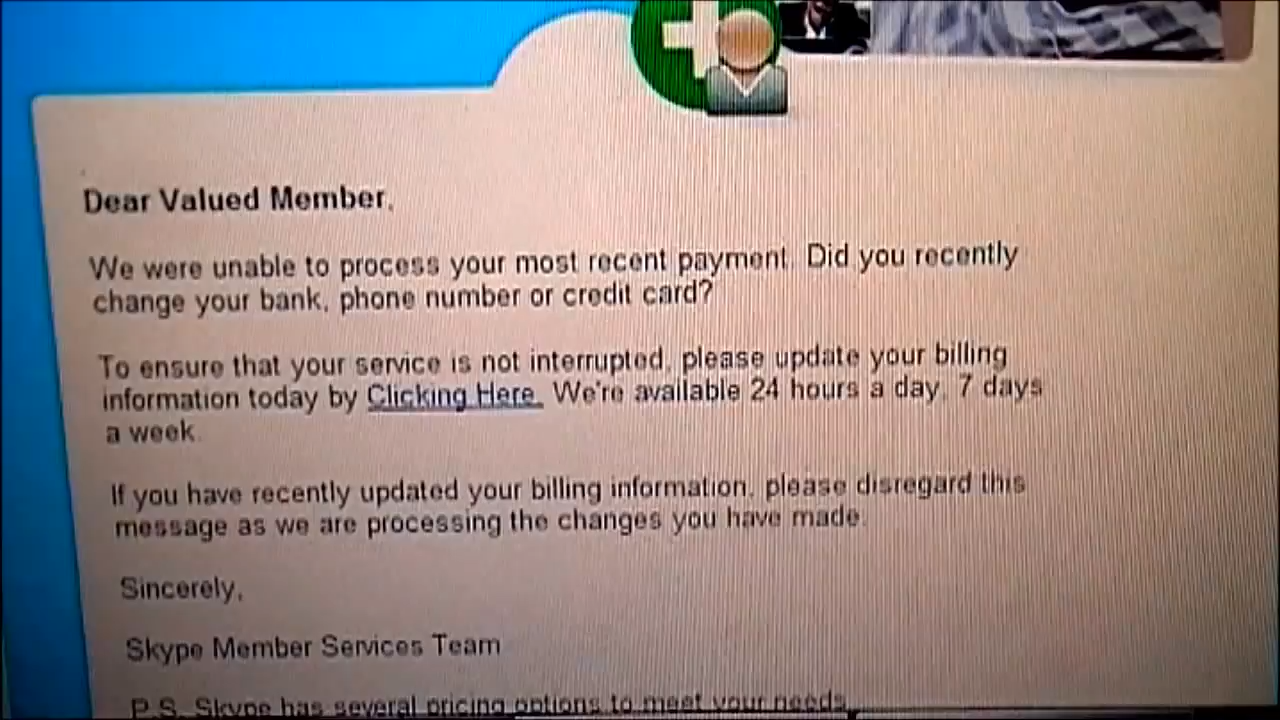 Dear Valued Member,
We were unable to process your most recent payment. Did you recently
change your bank, phone number or credit card?
To ensure that your service is not interrupted, please update your billing
information today by Clicking Here. We're available 24 hours a day, 7 days
a week.
If you have recently updated your billing information, please disregard this
message as we are processing the changes you have made.
Sincerely,
Skype Member Services Team
P.S. Skype has several pricing options to meet your needs.